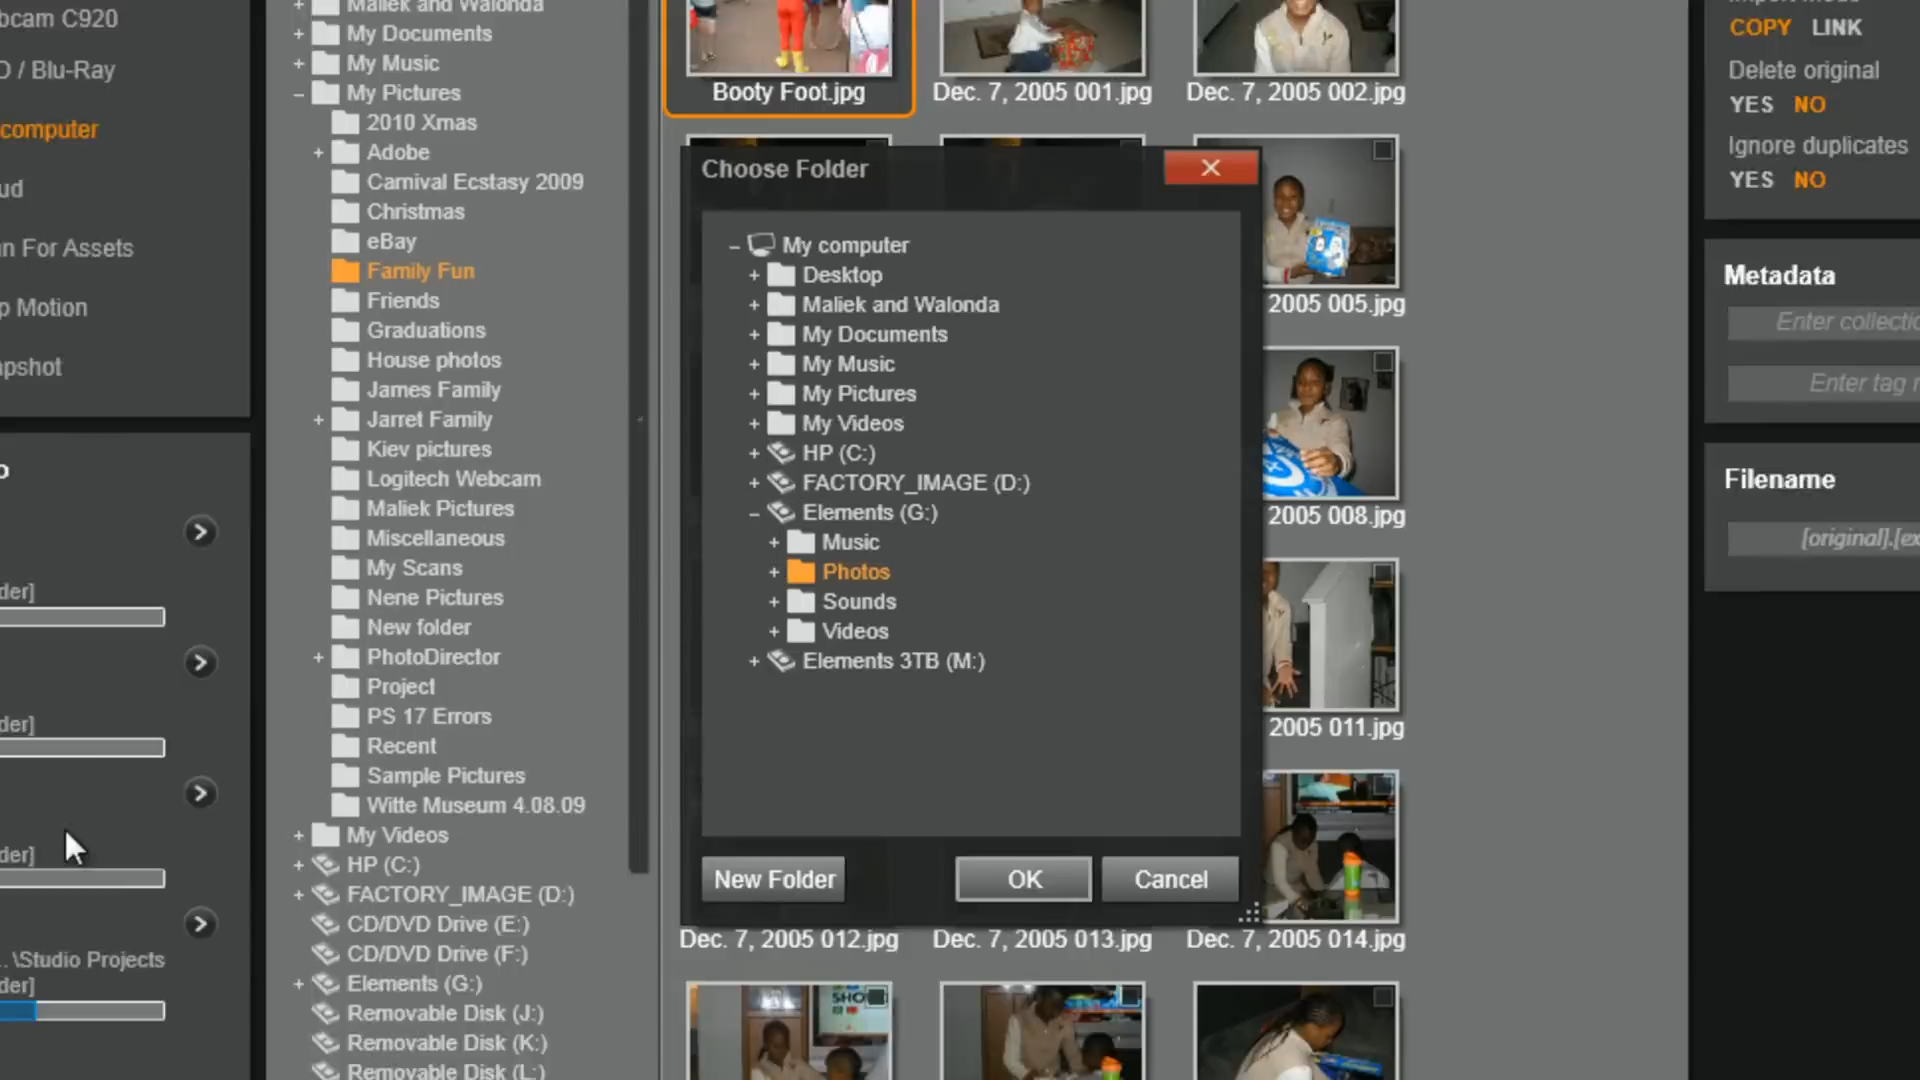 bcam C920
D / Blu-Ray
computer
ud
n For Assets
p Motion
pshot
o
der]
der]
der]
..\Studio Projects
der]
Maliek and Walonda
My Documents
My Music
My Pictures
2010 Xmas
Adobe
Carnival Ecstasy 2009
Christmas
eBay
Family Fun
Friends
Graduations
House photos
James Family
Jarret Family
Kiev pictures
Logitech Webcam
Maliek Pictures
Miscellaneous
My Scans
Nene Pictures
New folder
PhotoDirector
Project
PS 17 Errors
Recent
Sample Pictures
Witte Museum 4.08.09
My Videos
HP (C:)
FACTORY_IMAGE (D:)
CD/DVD Drive (E:)
CD/DVD Drive (F:)
Elements (G:)
Removable Disk (J:)
Removable Disk (K:)
Removable Disk (L:)
Booty Foot.jpg
Dec. 7, 2005 001.jpg
Dec. 7, 2005 002.jpg
Choose Folder
My computer
Desktop
Maliek and Walonda
My Documents
My Music
My Pictures
My Videos
HP (C:)
FACTORY_IMAGE (D:)
Elements (G:)
Music
Photos
Sounds
Videos
Elements 3TB (M:)
New Folder
OK
Cancel
2005 005.jpg
2005 008.jpg
2005 011.jpg
Dec. 7, 2005 012.jpg
Dec. 7, 2005 013.jpg
Dec. 7, 2005 014.jpg
SHO
Import mode
COPY LINK
Delete original
YES NO
Ignore duplicates
YES NO
Metadata
Enter collectio
Enter tag n
Filename
[original].[ex